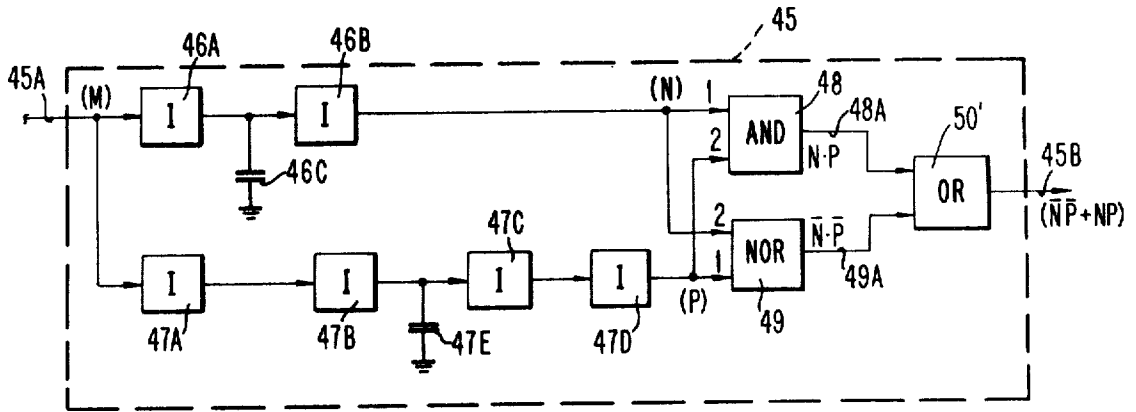 45
46A
46B
45A
(M)
I
I
(N)
1
48
48A
AND
2
N·P
50'
46C
OR
45B
(N̅P̅+NP)
47C
2
N̅·P̅
NOR
1
49A
I
I
I
I
(P)
49
47A
47B
47E
47D